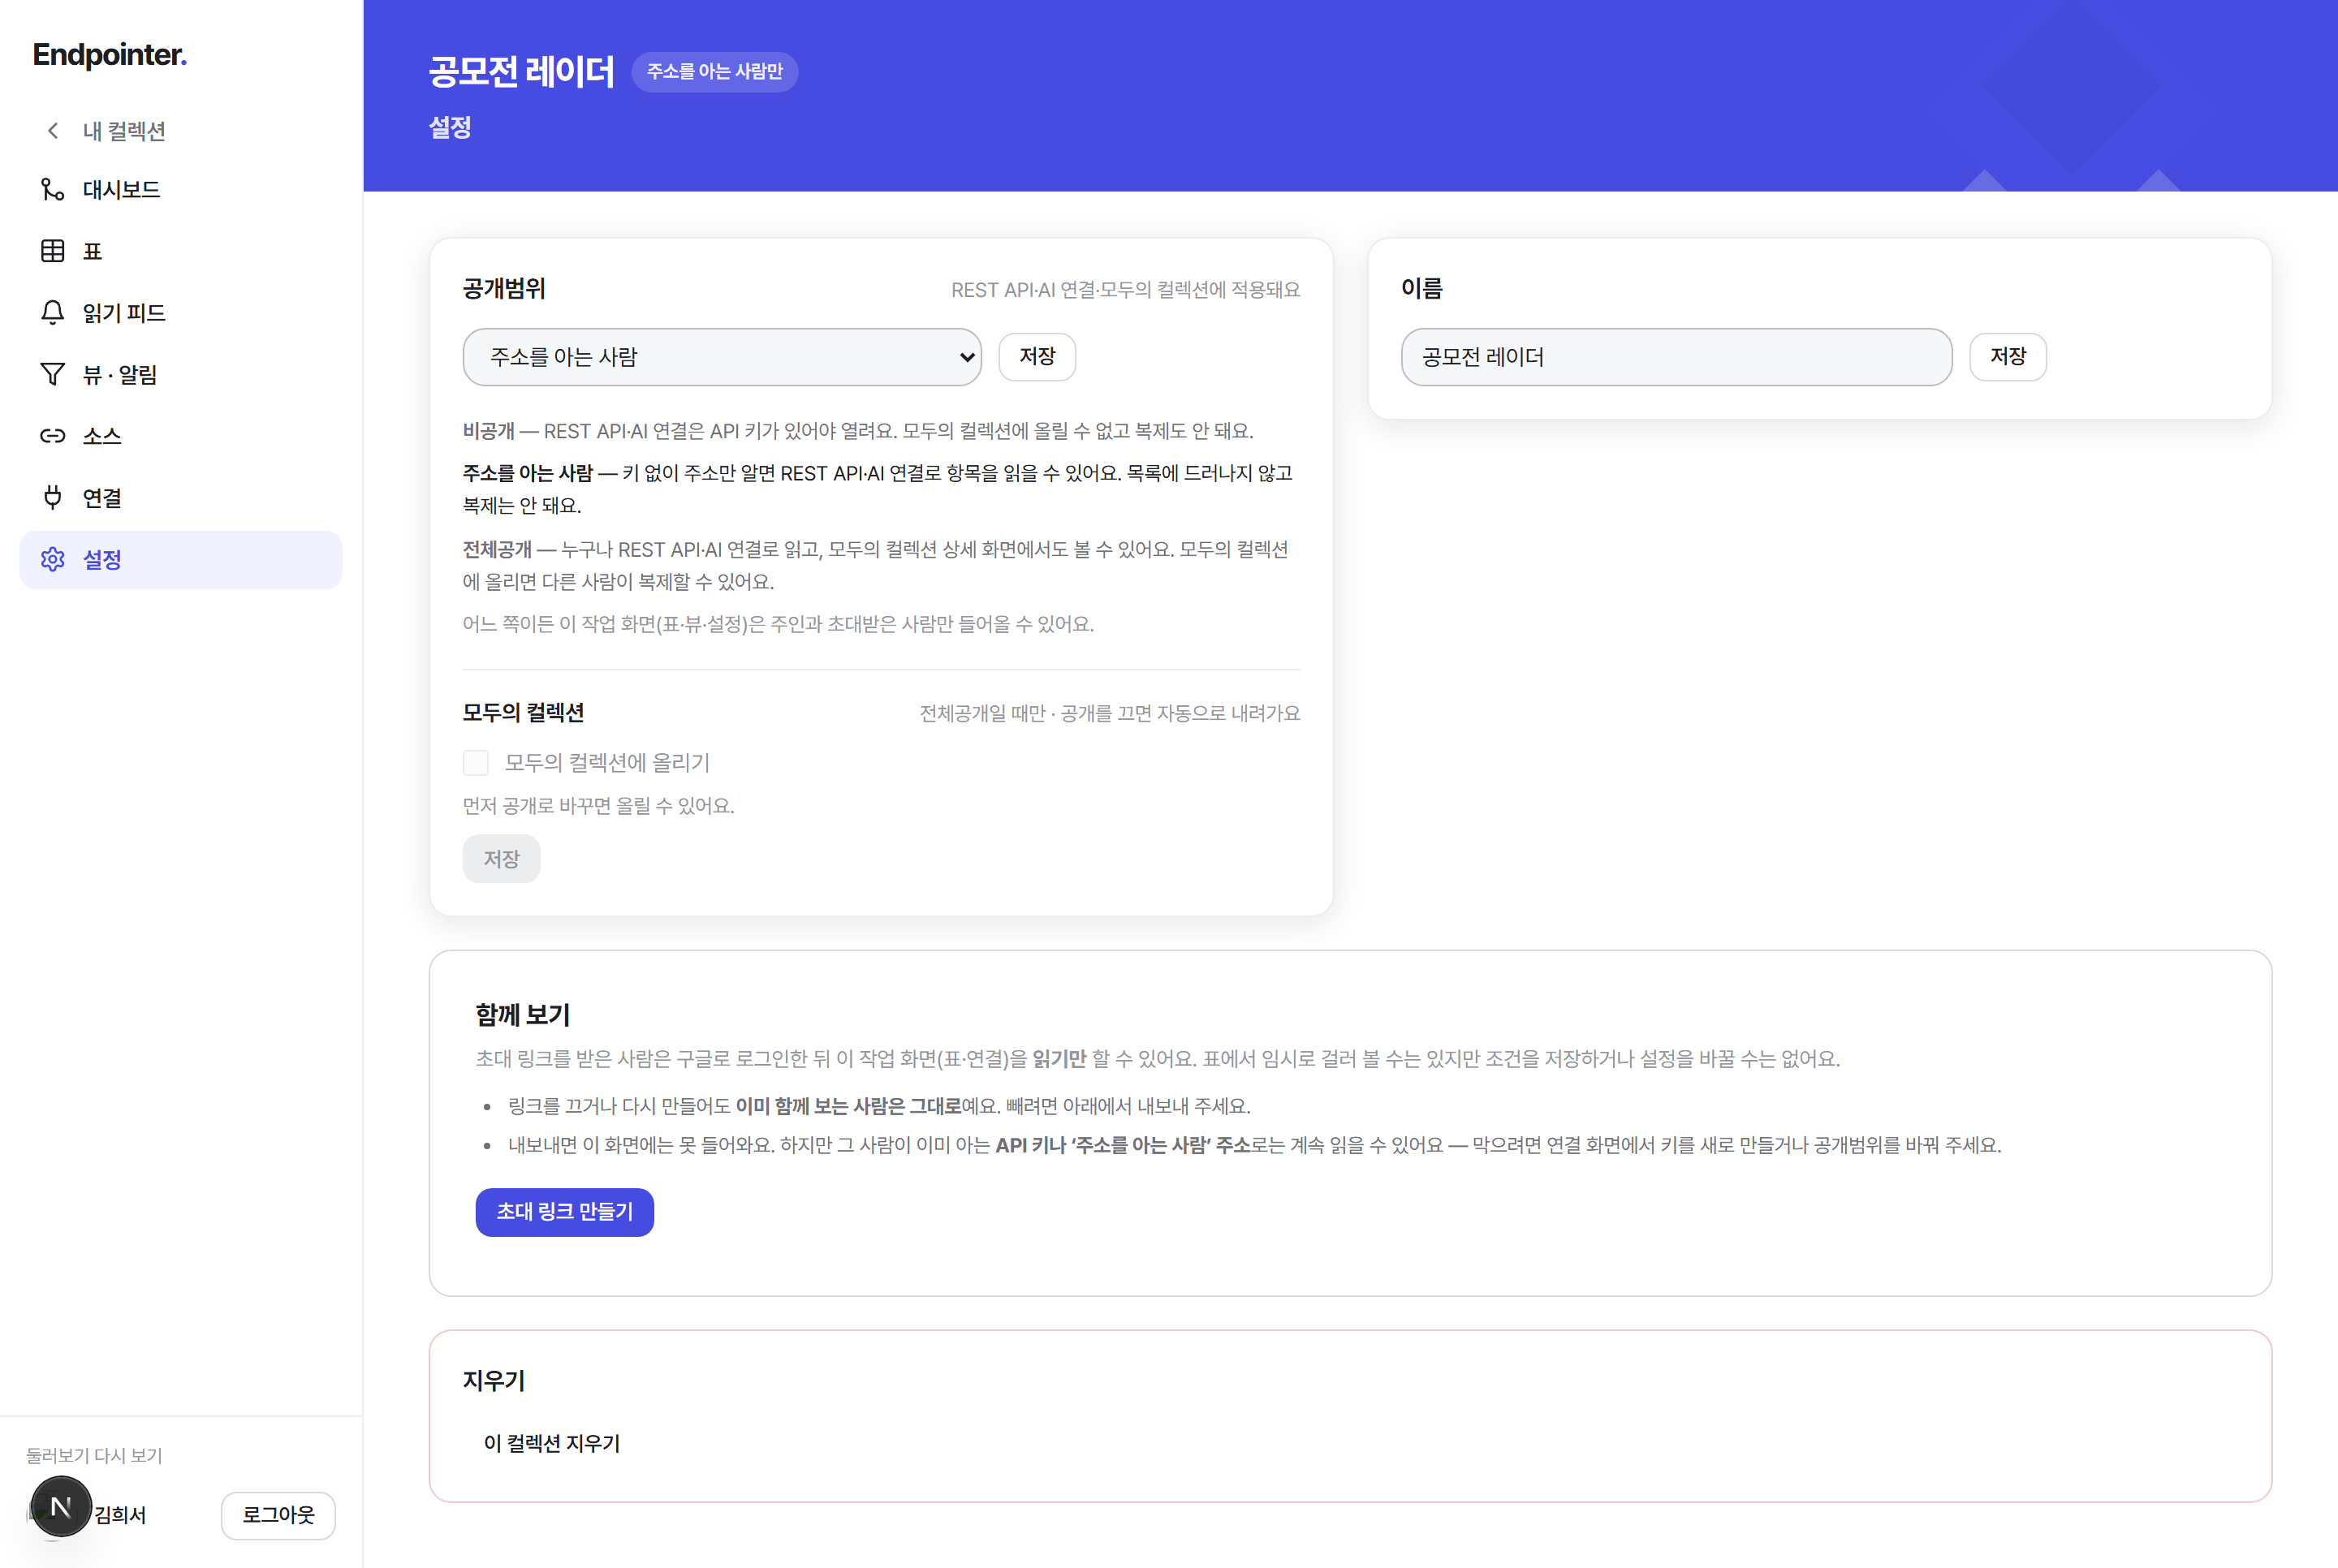 Endpointer.
내 컬렉션
대시보드
표
읽기 피드
뷰 · 알림
소스
연결
설정
둘러보기 다시 보기
N
김희서
로그아웃
공모전 레이더
주소를 아는 사람만
설정
공개범위
REST API·AI 연결·모두의 컬렉션에 적용돼요
주소를 아는 사람
저장
비공개 — REST API·AI 연결은 API 키가 있어야 열려요. 모두의 컬렉션에 올릴 수 없고 복제도 안 돼요.
주소를 아는 사람 — 키 없이 주소만 알면 REST API·AI 연결로 항목을 읽을 수 있어요. 목록에 드러나지 않고
복제는 안 돼요.
전체공개 — 누구나 REST API·AI 연결로 읽고, 모두의 컬렉션 상세 화면에서도 볼 수 있어요. 모두의 컬렉션
에 올리면 다른 사람이 복제할 수 있어요.
어느 쪽이든 이 작업 화면(표·뷰·설정)은 주인과 초대받은 사람만 들어올 수 있어요.
모두의 컬렉션
전체공개일 때만 · 공개를 끄면 자동으로 내려가요
모두의 컬렉션에 올리기
먼저 공개로 바꾸면 올릴 수 있어요.
저장
이름
공모전 레이더
저장
함께 보기
초대 링크를 받은 사람은 구글로 로그인한 뒤 이 작업 화면(표·연결)을 읽기만 할 수 있어요. 표에서 임시로 걸러 볼 수는 있지만 조건을 저장하거나 설정을 바꿀 수는 없어요.
• 링크를 끄거나 다시 만들어도 이미 함께 보는 사람은 그대로예요. 빼려면 아래에서 내보내 주세요.
• 내보내면 이 화면에는 못 들어와요. 하지만 그 사람이 이미 아는 API 키나 ‘주소를 아는 사람’ 주소로는 계속 읽을 수 있어요 — 막으려면 연결 화면에서 키를 새로 만들거나 공개범위를 바꿔 주세요.
초대 링크 만들기
지우기
이 컬렉션 지우기